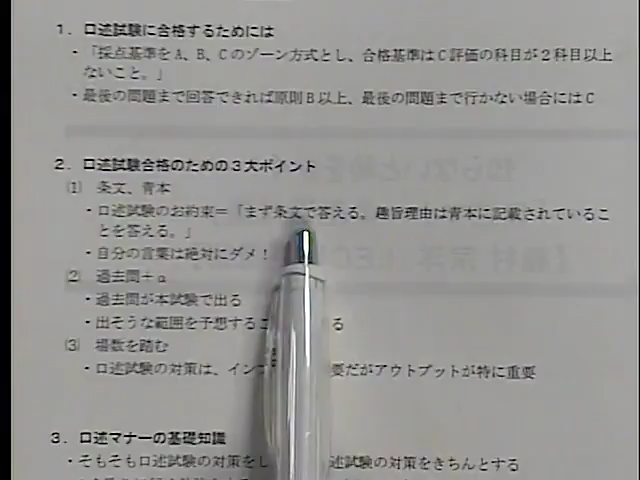 1．口述試験に合格するためには
・「採点基準をA、B、Cのゾーン方式とし、合格基準はC評価の科目が2科目以上
ないこと。」
・最後の問題まで回答できれば原則B以上、最後の問題まで行かない場合にはC
2．口述試験合格のための3大ポイント
(1) 条文、青本
・口述試験のお約束＝「まず条文で答える。趣旨理由は青本に記載されているこ
とを答える。」
・自分の言葉は絶対にダメ！
(2) 過去問＋α
・過去問が本試験で出る
・出そうな範囲を予想するこ る
(3) 場数を踏む
・口述試験の対策は、イン 要だがアウトプットが特に重要
3．口述マナーの基礎知識
・そもそも口述試験の対策をし 述試験の対策をきちんとする